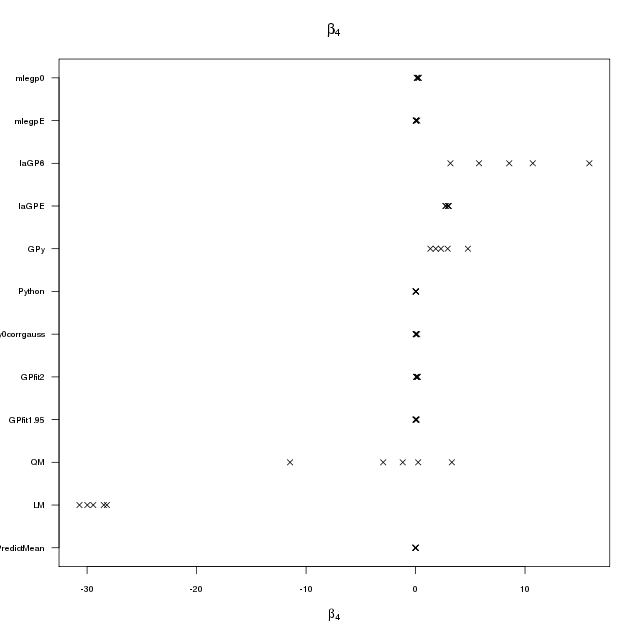 β4
mlegp0
mlegpE
laGP6
laGPE
GPy
Python
y0corrgauss
GPfit2
GPfit1.95
QM
LM
PredictMean
-30 -20 -10 0 10
β4